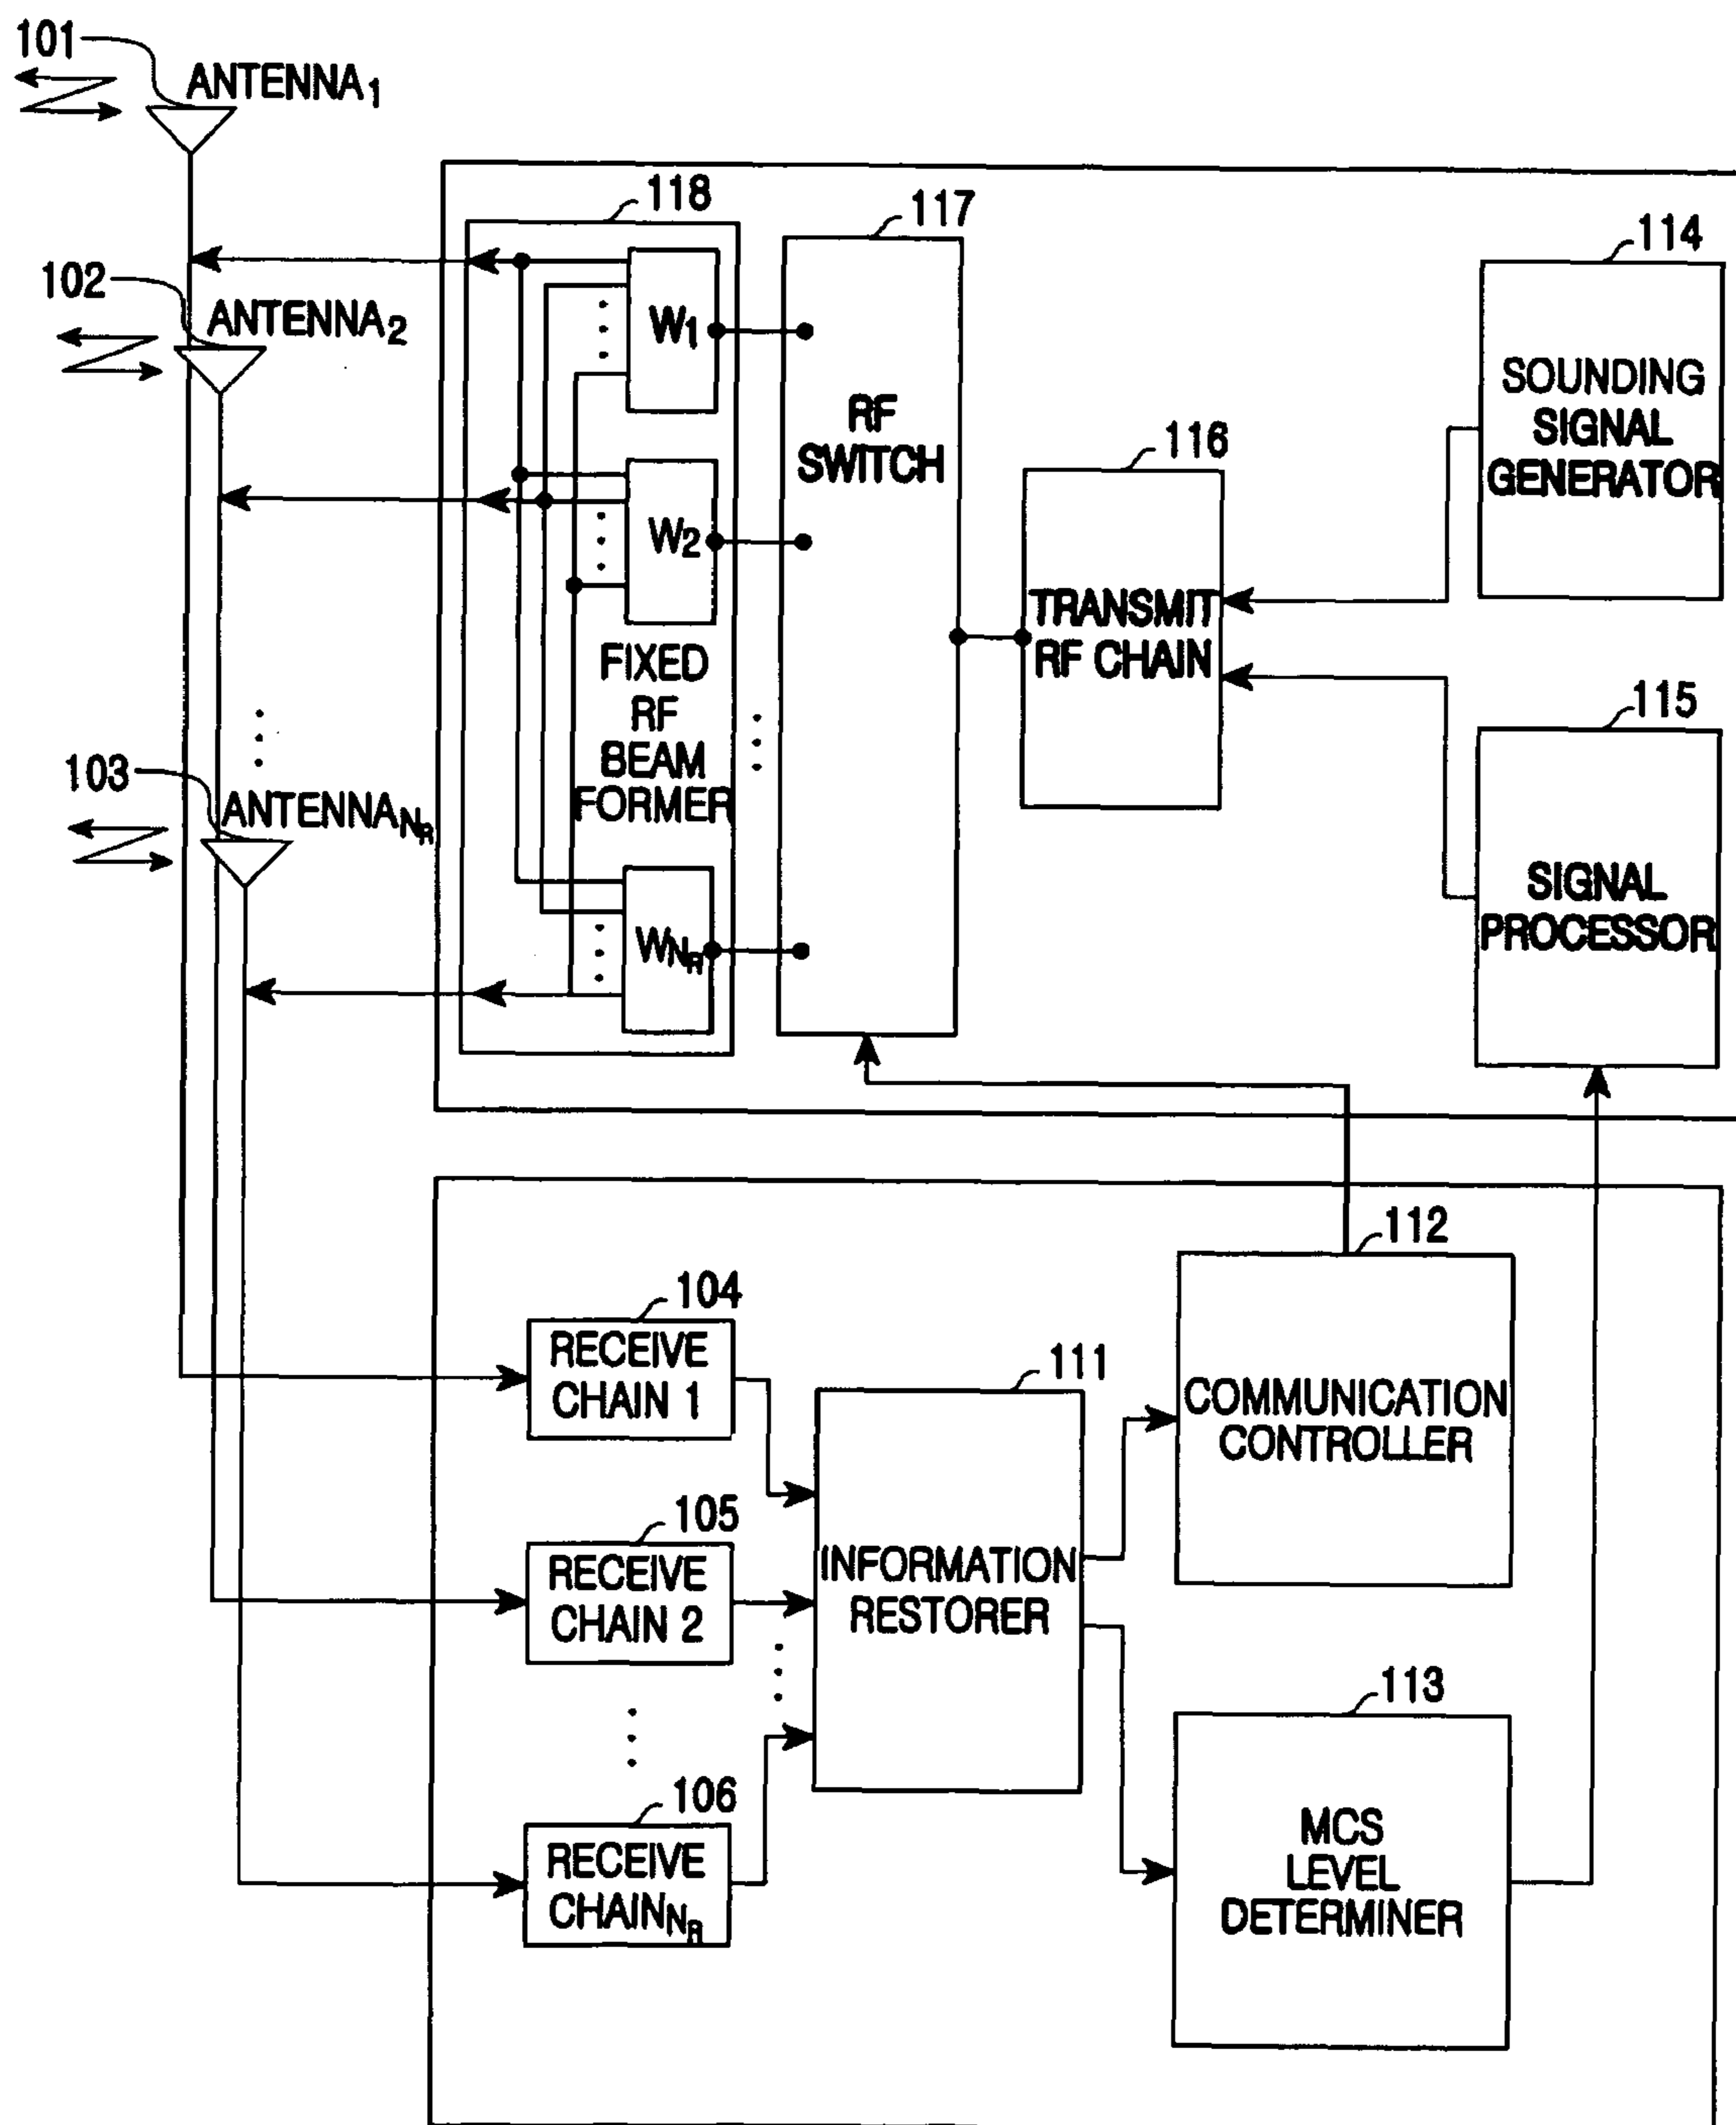 101
ANTENNA1
118
117
114
102
ANTENNA2
W1
RF
SWITCH
116
SOUNDING
SIGNAL
GENERATOR
W2
TRANSMIT
RF CHAIN
FIXED
RF
BEAM
FORMER
115
103
ANTENNANR
SIGNAL
PROCESSOR
WNR
112
104
RECEIVE
CHAIN 1
111
COMMUNICATION
CONTROLLER
105
RECEIVE
CHAIN 2
INFORMATION
RESTORER
113
106
RECEIVE
CHAINNR
MCS
LEVEL
DETERMINER